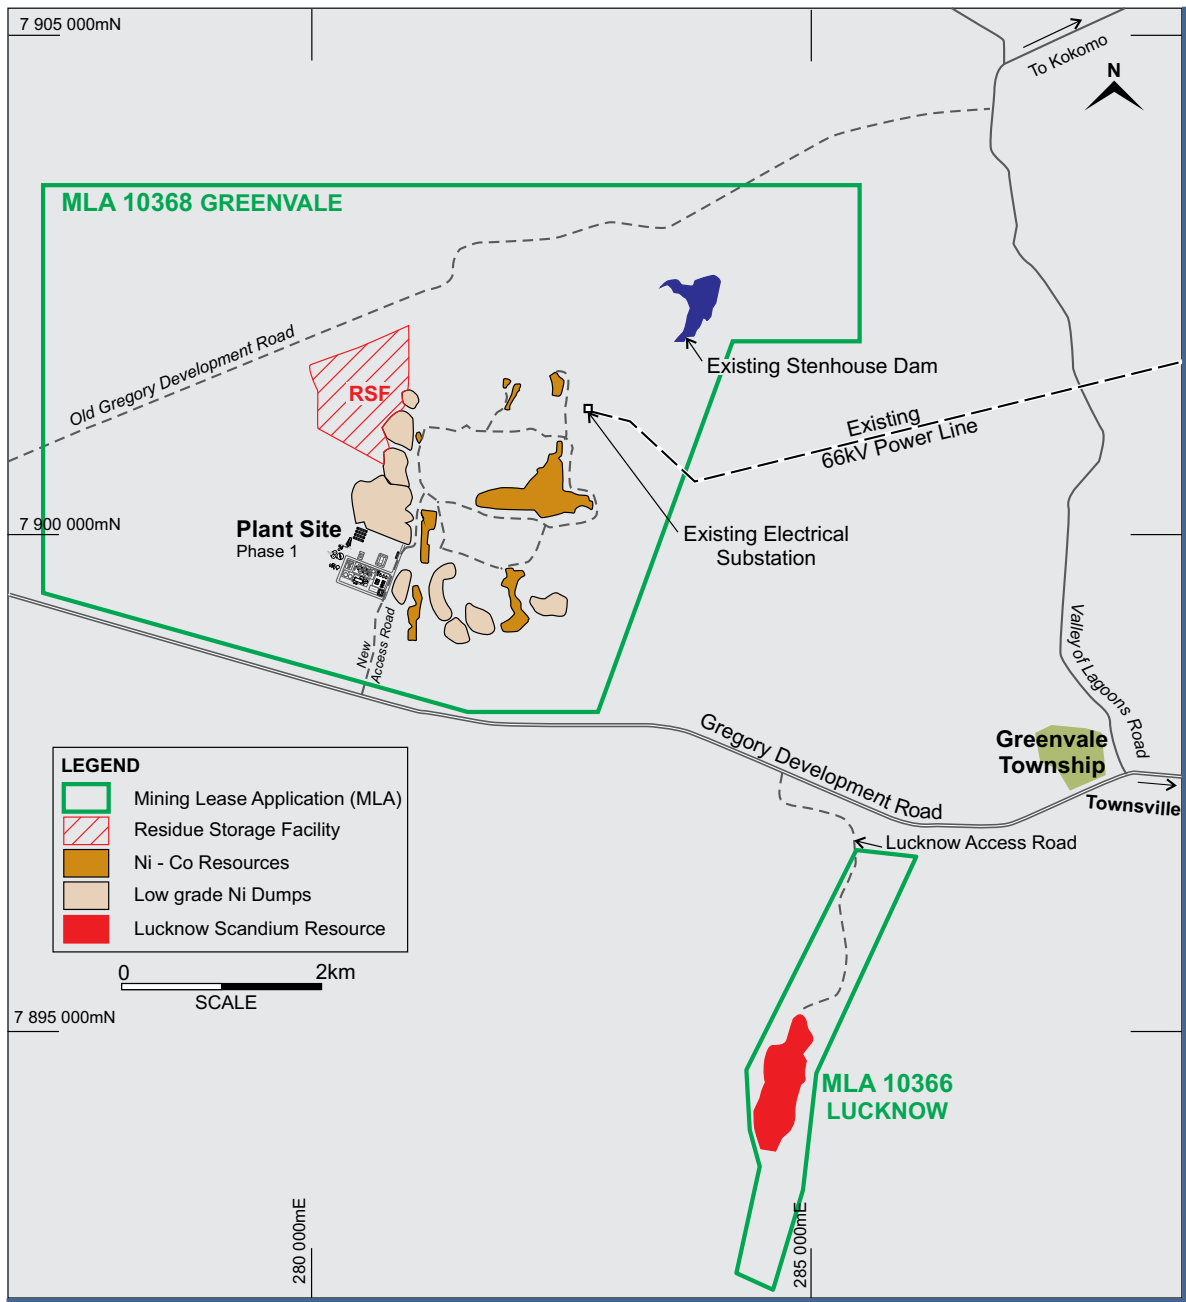 7 905 000mN
To Kokomo
N
MLA 10368 GREENVALE
Old Gregory Development Road
RSF
Existing Stenhouse Dam
Existing
66kV Power Line
7 900 000mN
Plant Site
Phase 1
Existing Electrical
Substation
New
Access Road
Valley of Lagoons Road
Gregory Development Road
Greenvale
Township
Townsville
Lucknow Access Road
LEGEND
Mining Lease Application (MLA)
Residue Storage Facility
Ni - Co Resources
Low grade Ni Dumps
Lucknow Scandium Resource
0 2km
SCALE
7 895 000mN
MLA 10366
LUCKNOW
280 000mE
285 000mE